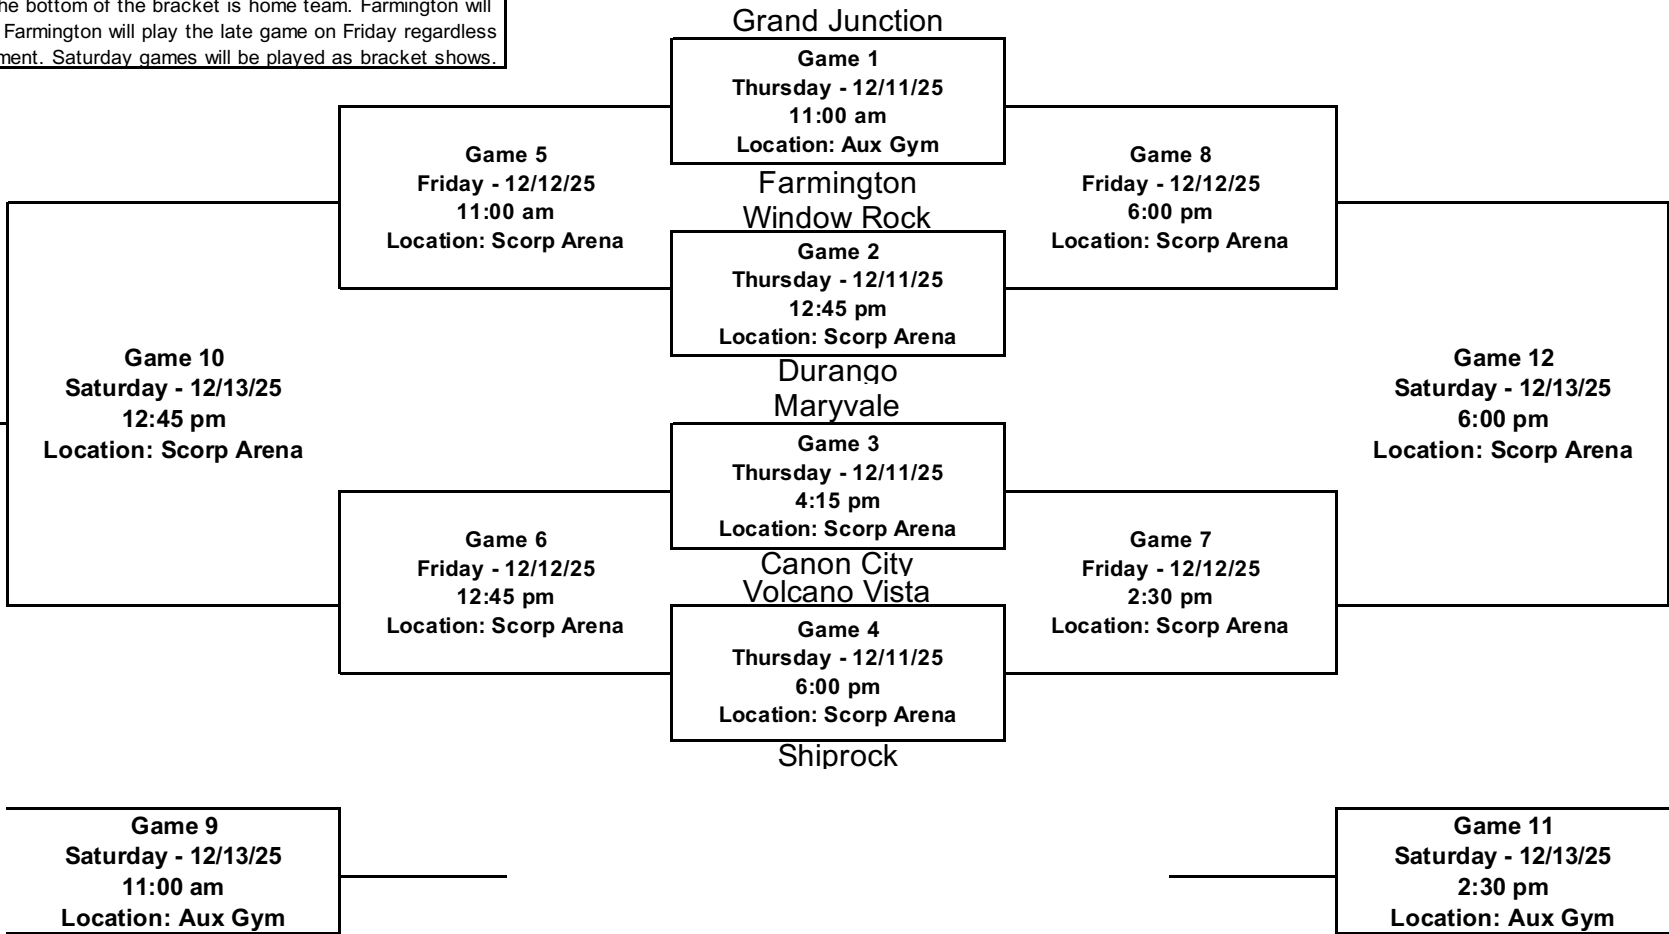 the bottom of the bracket is home team. Farmington will
Farmington will play the late game on Friday regardless
Saturday games will be played as bracket shows.
Grand Junction
Game 1
Thursday - 12/11/25
11:00 am
Location: Aux Gym
Farmington
Game 5
Friday - 12/12/25
11:00 am
Location: Scorp Arena
Game 8
Friday - 12/12/25
6:00 pm
Location: Scorp Arena
Window Rock
Game 2
Thursday - 12/11/25
12:45 pm
Location: Scorp Arena
Durango
Game 10
Saturday - 12/13/25
12:45 pm
Location: Scorp Arena
Game 12
Saturday - 12/13/25
6:00 pm
Location: Scorp Arena
Maryvale
Game 3
Thursday - 12/11/25
4:15 pm
Location: Scorp Arena
Canon City
Game 6
Friday - 12/12/25
12:45 pm
Location: Scorp Arena
Game 7
Friday - 12/12/25
2:30 pm
Location: Scorp Arena
Volcano Vista
Game 4
Thursday - 12/11/25
6:00 pm
Location: Scorp Arena
Shiprock
Game 9
Saturday - 12/13/25
11:00 am
Location: Aux Gym
Game 11
Saturday - 12/13/25
2:30 pm
Location: Aux Gym